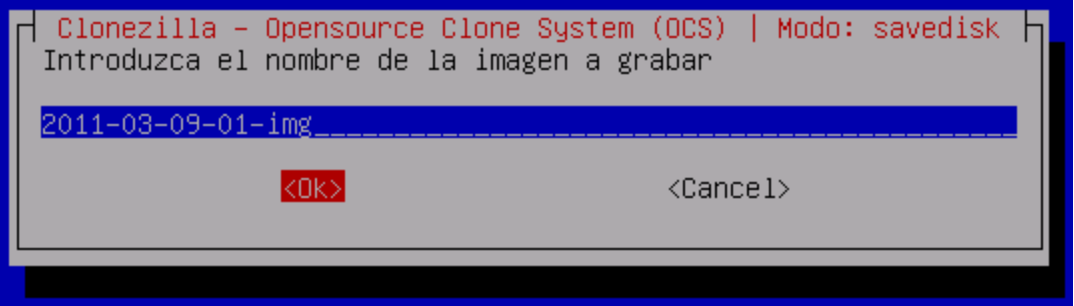 Clonezilla - Opensource Clone System (OCS) | Modo: savedisk
Introduzca el nombre de la imagen a grabar
2011-03-09-01-img_____________________________________________
<Ok> <Cancel>